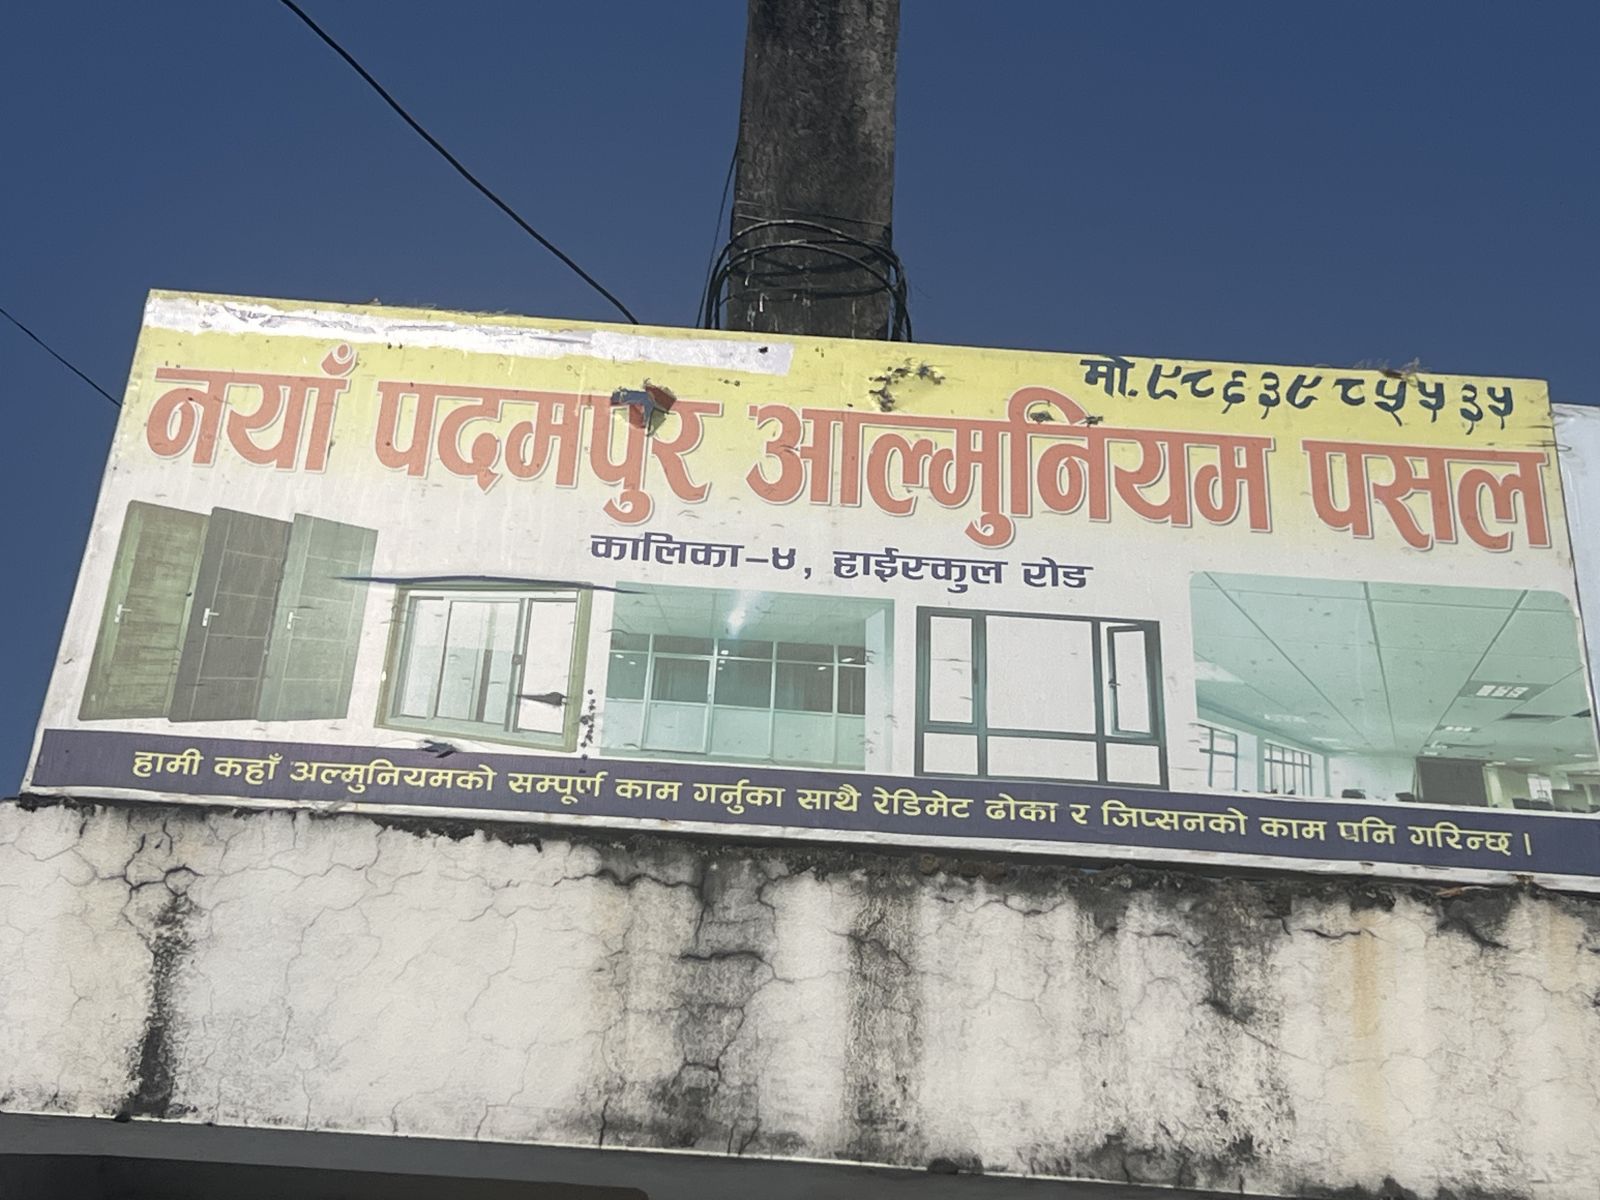 मो.९८६३९८५५३५
नयाँ पदमपुर आल्मुनियम पसल
कालिका-४, हाईस्कुल रोड
हामी कहाँ अल्मुनियमको सम्पूर्ण काम गर्नुका साथै रेडिमेट ढोका र जिप्सनको काम पनि गरिन्छ ।